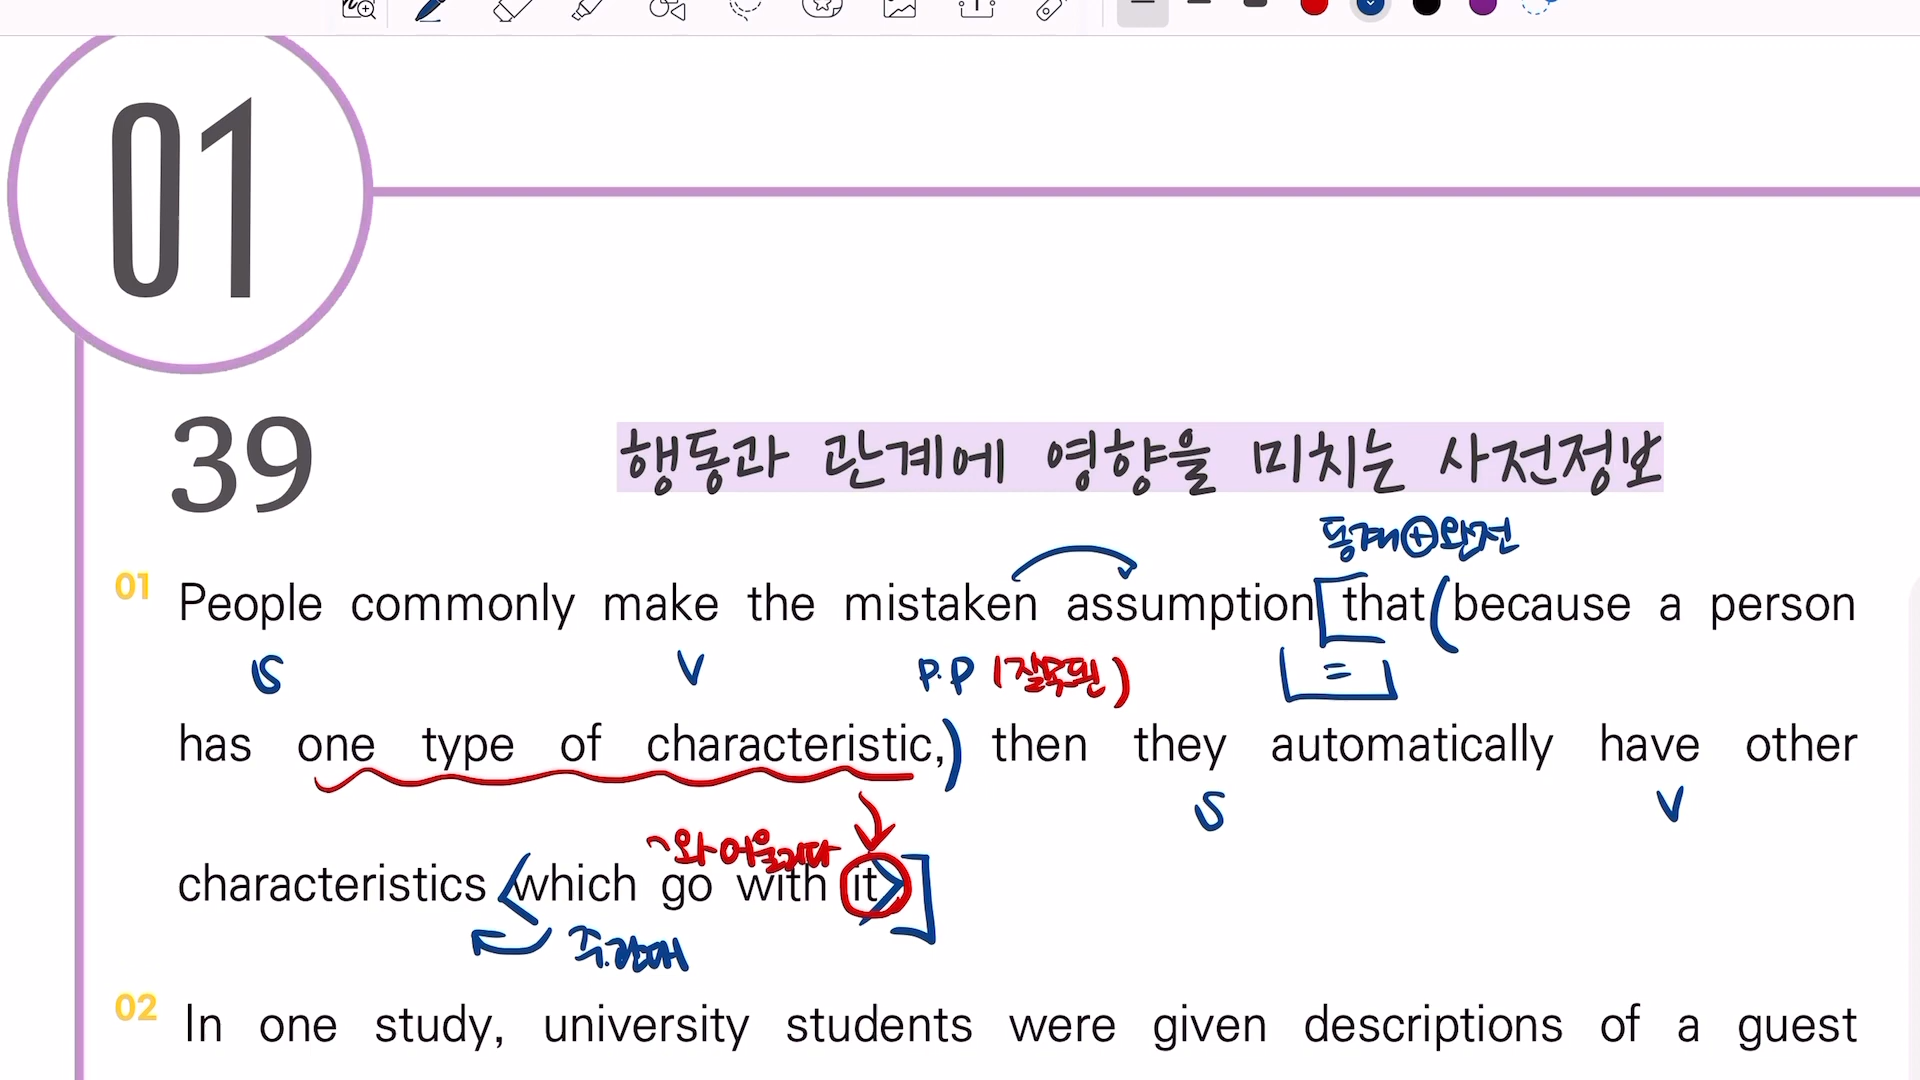 01
39
행동과 관계에 영향을 미치는 사전정보
동격⊕완전
01 People commonly make the mistaken assumption [that (because a person
S V P.P (잘못된) =
has one type of characteristic,) then they automatically have other
S V
~와 어울리다
characteristics <which go with it>]
주.관대
02 In one study, university students were given descriptions of a guest